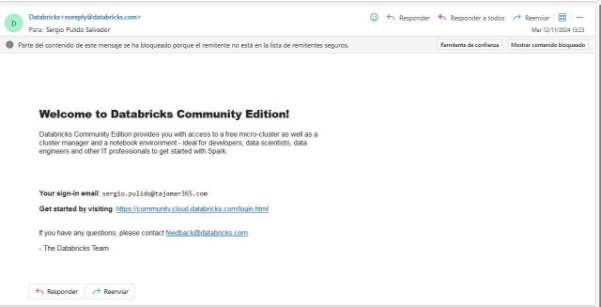 D
Databricks<noreply@databricks.com>
Para: Sergio Pulido Salvador
Responder
Responder a todos
Reenviar
Mar 12/11/2024 13:23
Parte del contenido de este mensaje se ha bloqueado porque el remitente no está en la lista de remitentes seguros.
Remitente de confianza
Mostrar contenido bloqueado
Welcome to Databricks Community Edition!
Databricks Community Edition provides you with access to a free micro-cluster as well as a
cluster manager and a notebook environment - ideal for developers, data scientists, data
engineers and other IT professionals to get started with Spark.
Your sign-in email: sergio.pulido@tajamar365.com
Get started by visiting: https://community.cloud.databricks.com/login.html
If you have any questions, please contact feedback@databricks.com.
- The Databricks Team
Responder
Reenviar